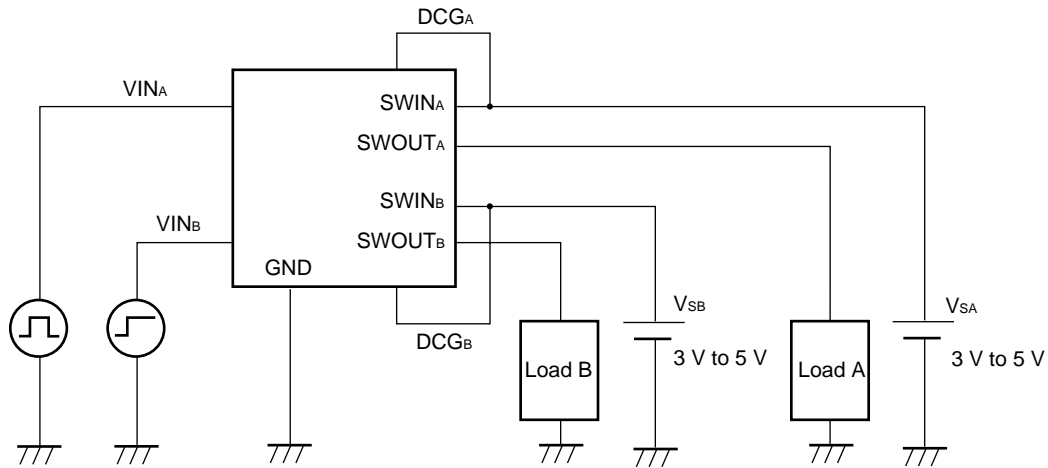 DCGA
VINA
SWINA
SWOUTA
SWINB
VINB
SWOUTB
GND
DCGB
VSB
3 V to 5 V
VSA
3 V to 5 V
Load B
Load A